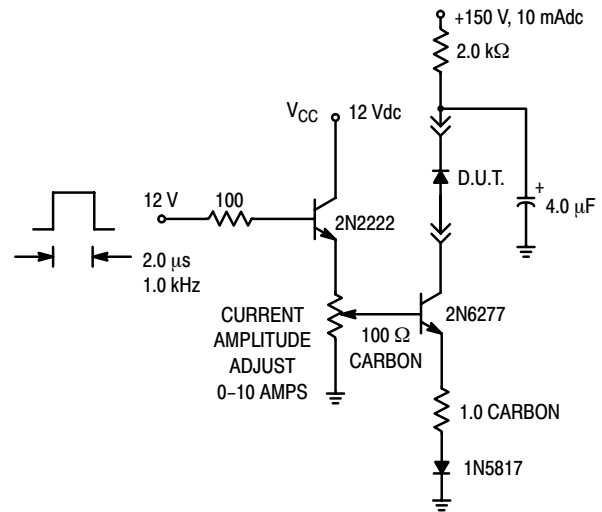 +150 V, 10 mAdc
2.0 kΩ
VCC 12 Vdc
D.U.T.
+
4.0 μF
12 V
100
2N2222
2.0 μs
1.0 kHz
CURRENT
AMPLITUDE
ADJUST
0–10 AMPS
100 Ω
CARBON
2N6277
1.0 CARBON
1N5817